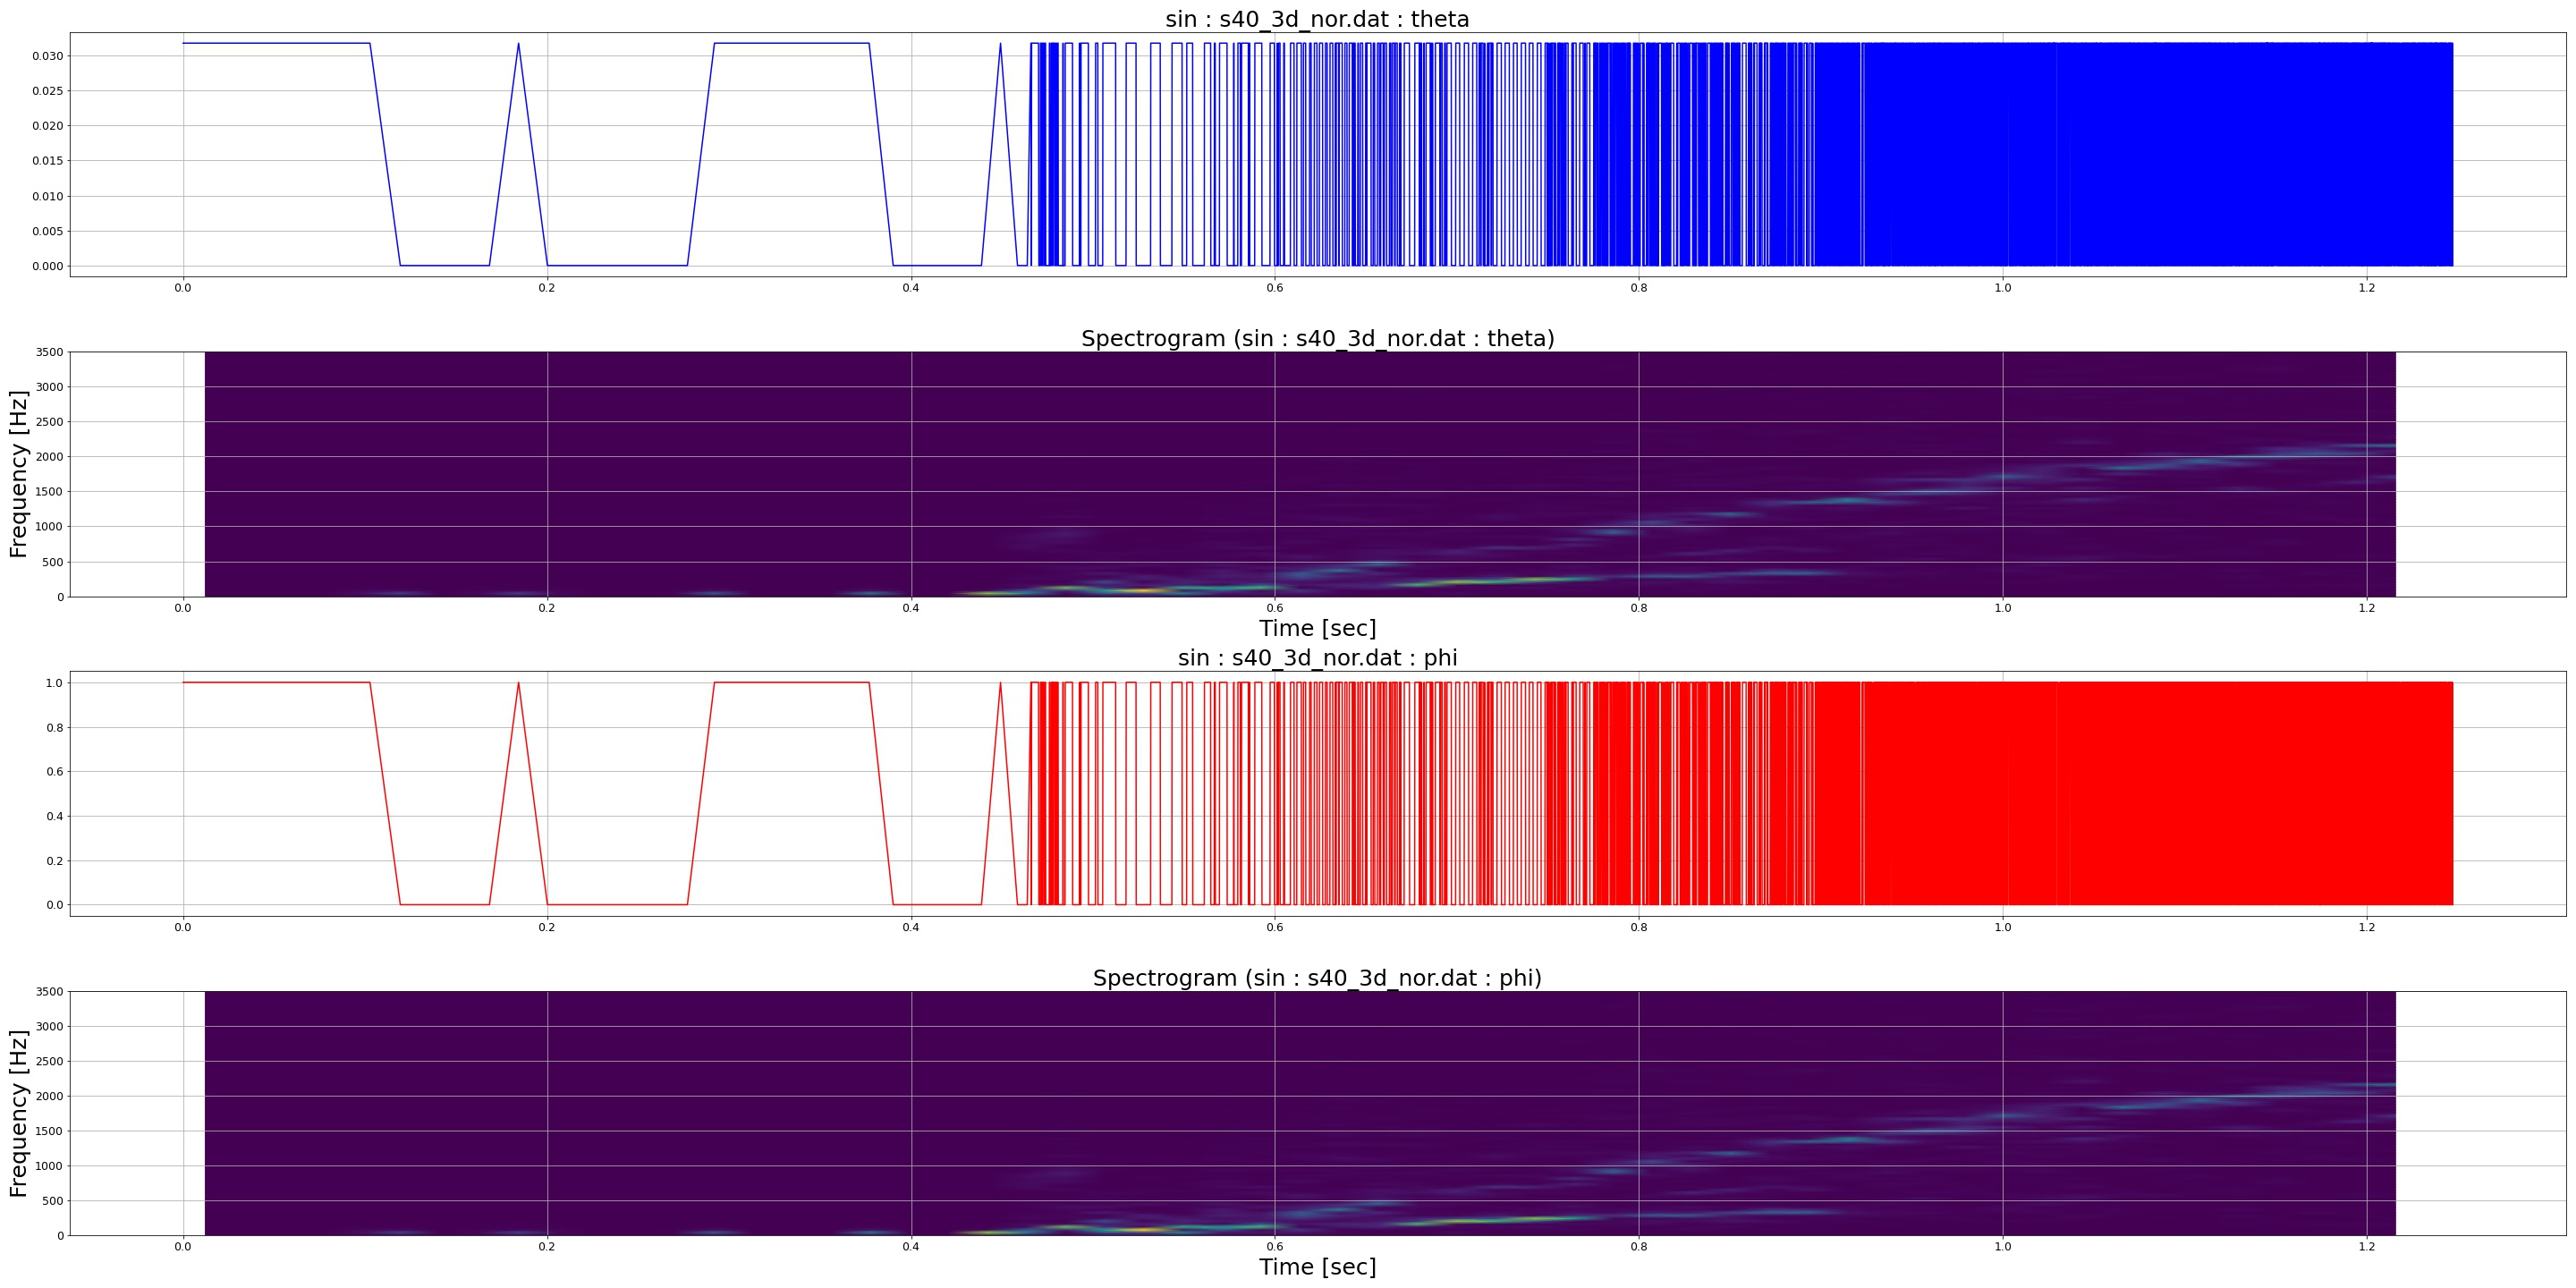 sin : s40_3d_nor.dat : theta
0.030
0.025
0.020
0.015
0.010
0.005
0.000
0.0 0.2 0.4 0.6 0.8 1.0 1.2
Spectrogram (sin : s40_3d_nor.dat : theta)
Frequency [Hz]
3500
3000
2500
2000
1500
1000
500
0
0.0 0.2 0.4 0.6 0.8 1.0 1.2
Time [sec]
sin : s40_3d_nor.dat : phi
1.0
0.8
0.6
0.4
0.2
0.0
0.0 0.2 0.4 0.6 0.8 1.0 1.2
Spectrogram (sin : s40_3d_nor.dat : phi)
Frequency [Hz]
3500
3000
2500
2000
1500
1000
500
0
0.0 0.2 0.4 0.6 0.8 1.0 1.2
Time [sec]